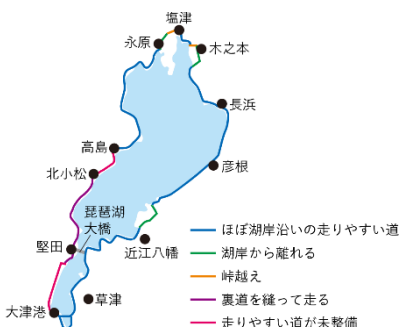 塩津
永原
木之本
長浜
高島
北小松
彦根
琵琶湖
大橋
堅田
近江八幡
草津
大津港
ほぼ湖岸沿いの走りやすい道
湖岸から離れる
峠越え
裏道を縫って走る
走りやすい道が未整備